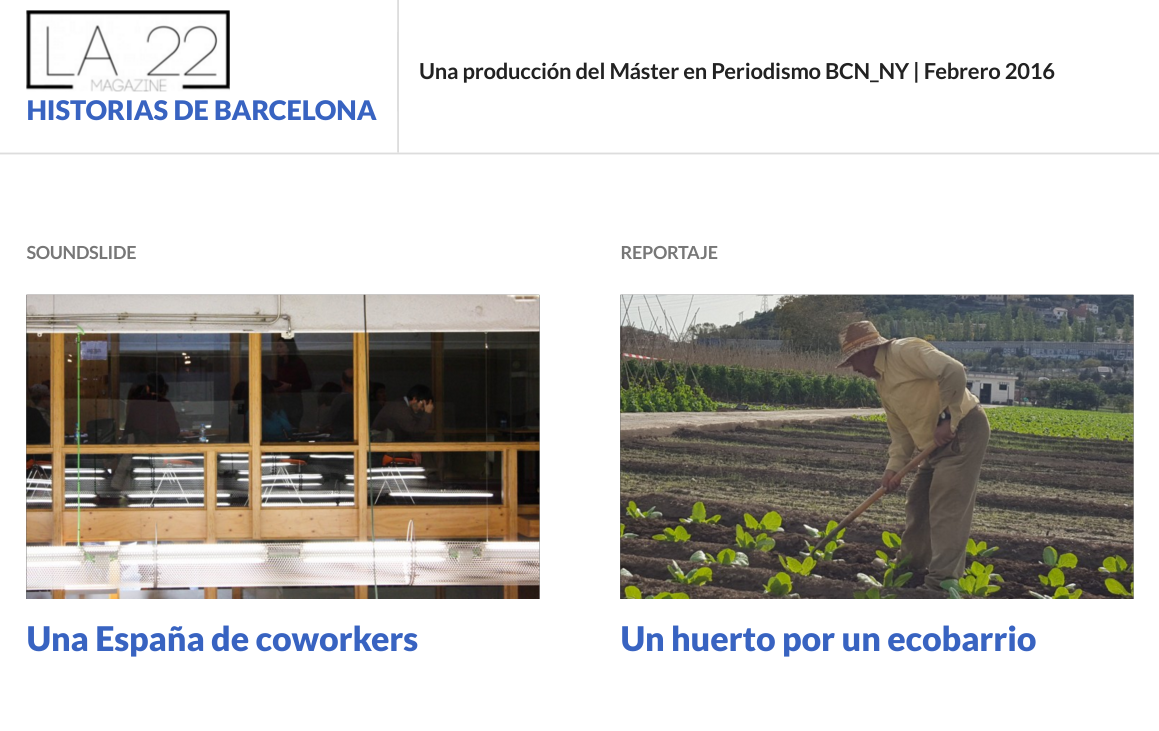 LA 22
MAGAZINE
HISTORIAS DE BARCELONA
Una producción del Máster en Periodismo BCN_NY | Febrero 2016
SOUNDSLIDE
REPORTAJE
Una España de coworkers
Un huerto por un ecobarrio